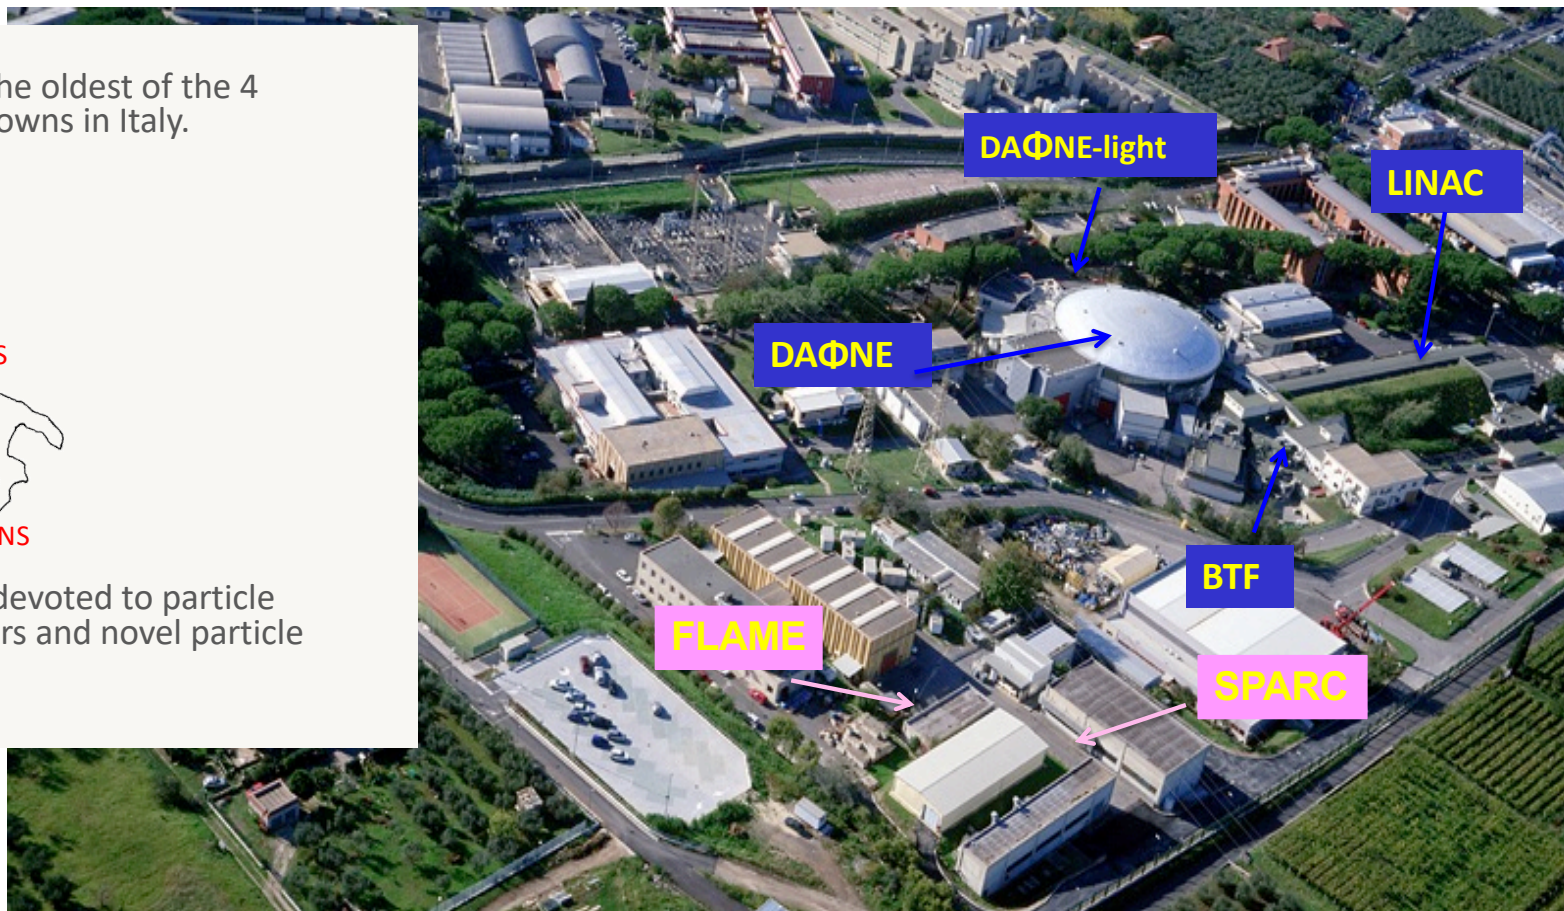 he oldest of the 4
owns in Italy.
S
NS
devoted to particle
rs and novel particle
DAΦNE-light
LINAC
DAΦNE
BTF
FLAME
SPARC